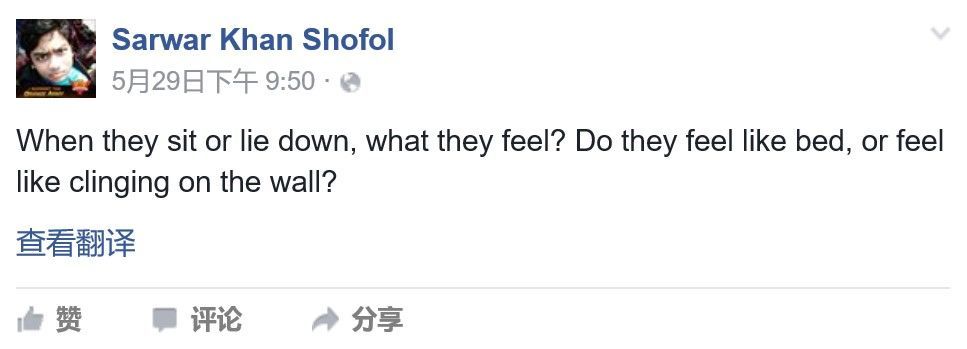 Sarwar Khan Shofol
5月29日下午 9:50 ·
When they sit or lie down, what they feel? Do they feel like bed, or feel
like clinging on the wall?
查看翻译
赞 评论 分享